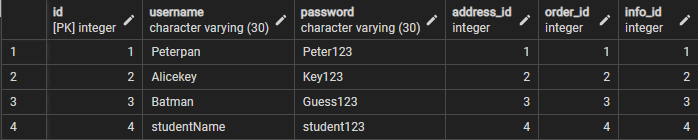 id username password address_id order_id info_id
[PK] integer character varying (30) character varying (30) integer integer integer
1 1 Peterpan Peter123 1 1 1
2 2 Alicekey Key123 2 2 2
3 3 Batman Guess123 3 3 3
4 4 studentName student123 4 4 4